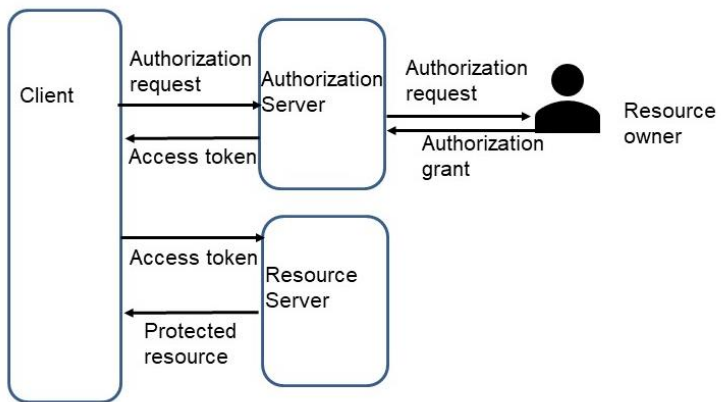 Client
Authorization
request
Access token
Authorization
Server
Authorization
request
Authorization
grant
Resource
owner
Access token
Protected
resource
Resource
Server